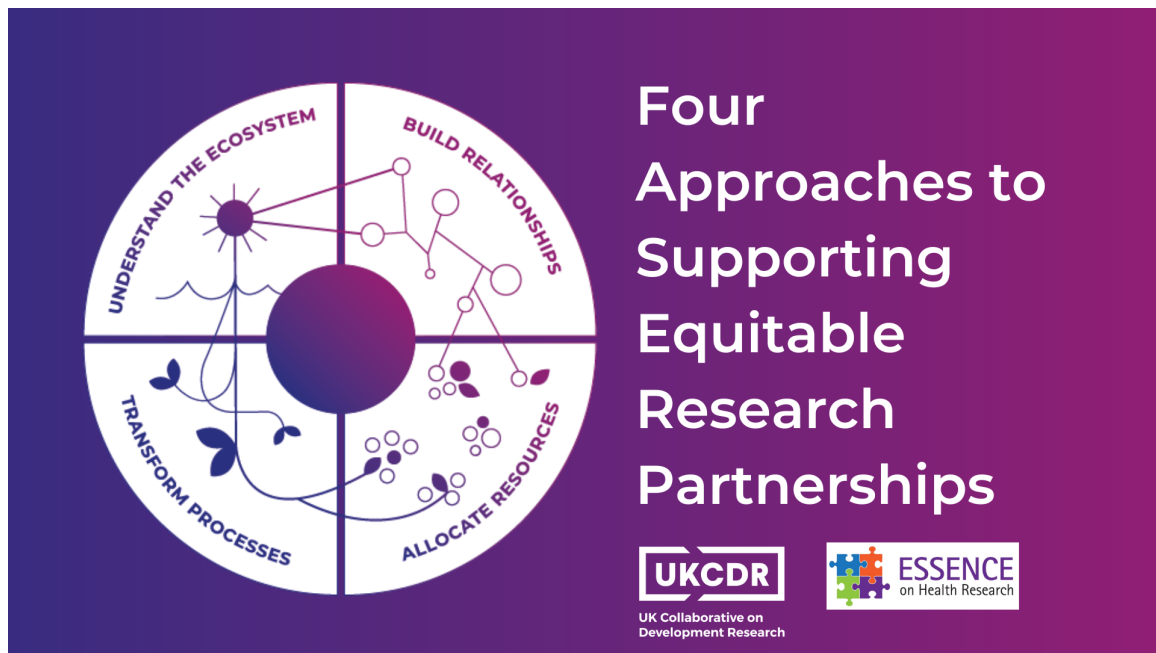 UNDERSTAND THE ECOSYSTEM
BUILD RELATIONSHIPS
TRANSFORM PROCESSES
ALLOCATE RESOURCES
Four
Approaches to
Supporting
Equitable
Research
Partnerships
UKCDR
UK Collaborative on
Development Research
ESSENCE
on Health Research